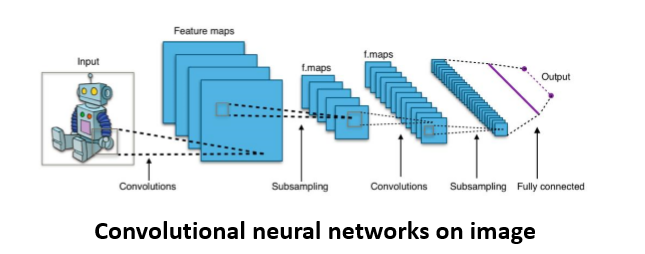 Feature maps
Input
f.maps
f.maps
Output
Convolutions
Subsampling
Convolutions
Subsampling
Fully connected
Convolutional neural networks on image